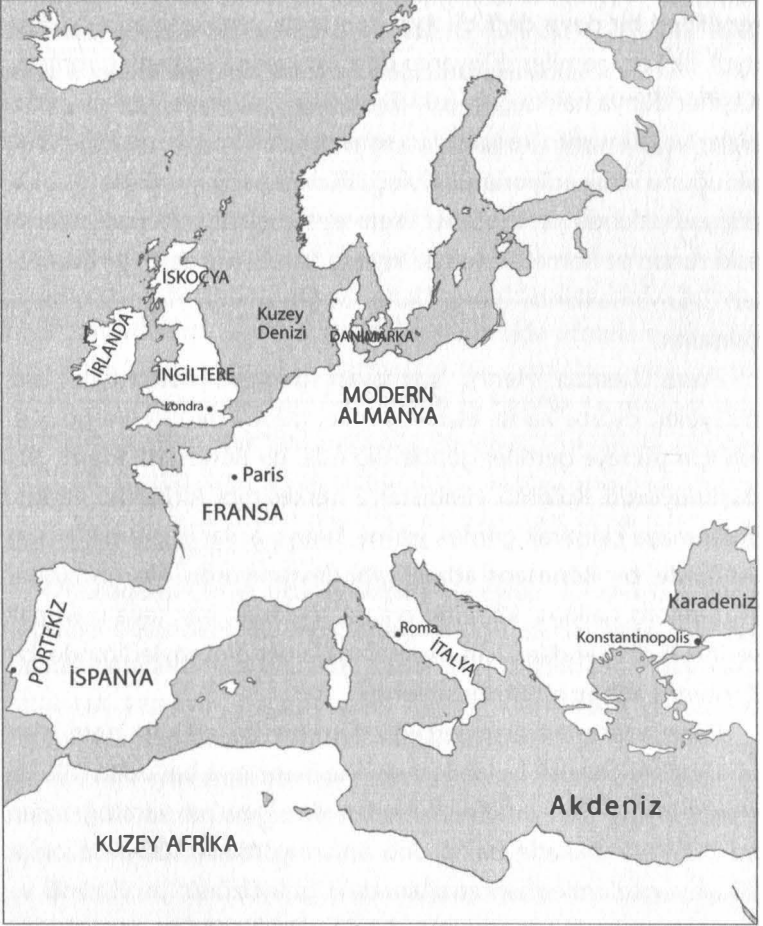 İSKOÇYA
Kuzey
Denizi
DANİMARKA
İRLANDA
İNGİLTERE
Londra
MODERN
ALMANYA
Paris
FRANSA
Karadeniz
Konstantinopolis
Roma
İTALYA
PORTEKİZ
İSPANYA
Akdeniz
KUZEY AFRİKA